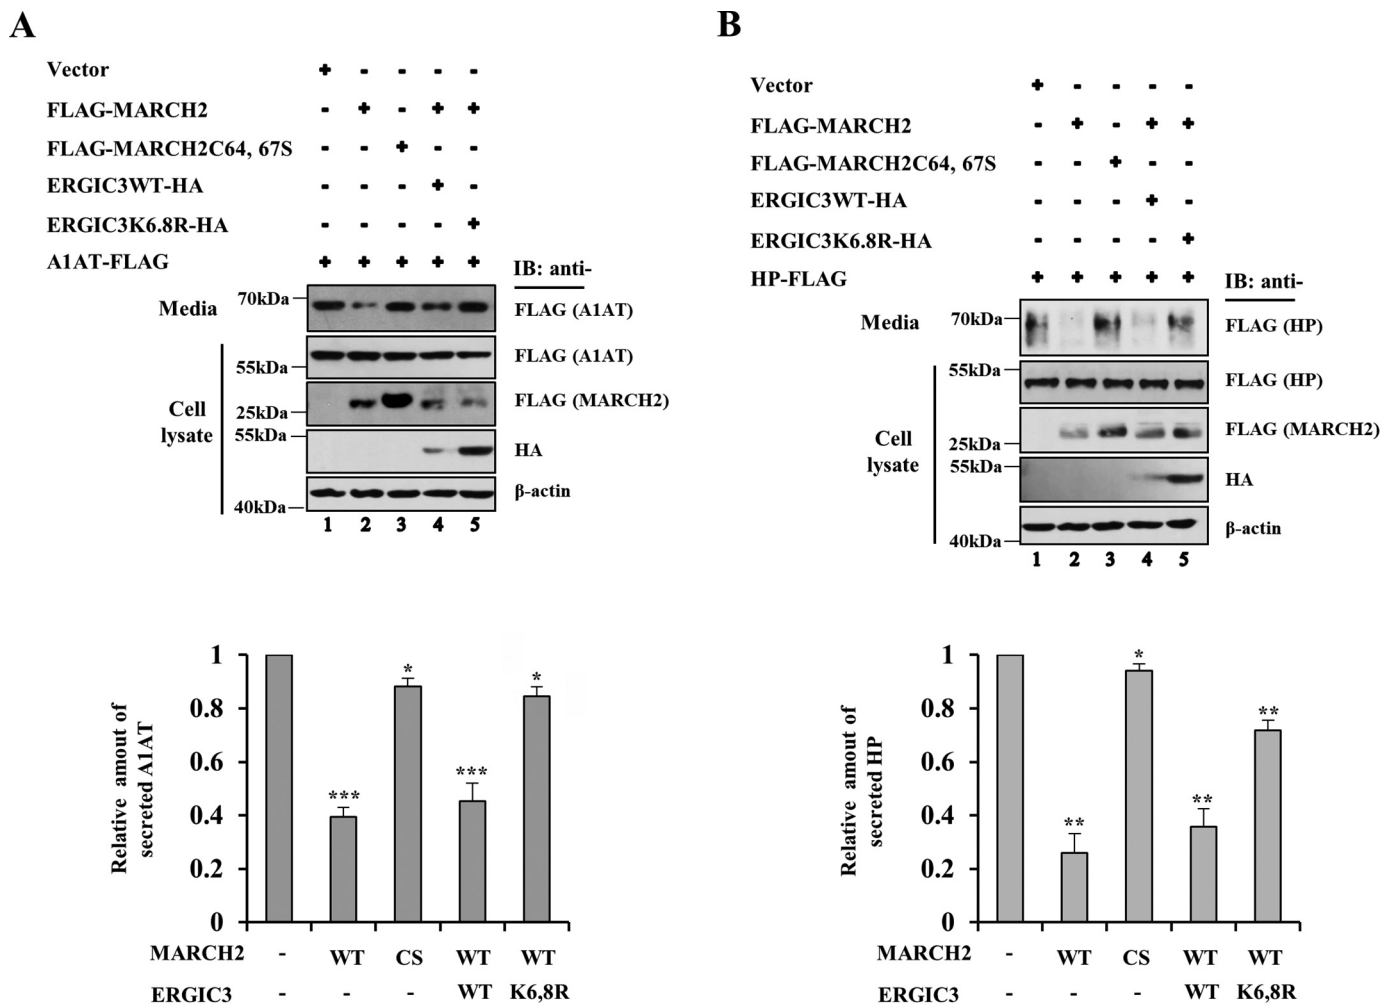 A
Vector + - - - -
FLAG-MARCH2 - + - + +
FLAG-MARCH2C64, 67S - - + - -
ERGIC3WT-HA - - - + -
ERGIC3K6.8R-HA - - - - +
A1AT-FLAG + + + + +
IB: anti-
Media 70kDa FLAG (A1AT)
55kDa FLAG (A1AT)
Cell lysate
25kDa FLAG (MARCH2)
55kDa HA
40kDa β-actin
1 2 3 4 5
Relative amout of
secreted A1AT
1
0.8
0.6
0.4
0.2
0
*** * *** *
MARCH2 - WT CS WT WT
ERGIC3 - - - WT K6,8R
B
Vector + - - - -
FLAG-MARCH2 - + - + +
FLAG-MARCH2C64, 67S - - + - -
ERGIC3WT-HA - - - + -
ERGIC3K6.8R-HA - - - - +
HP-FLAG + + + + +
IB: anti-
Media 70kDa FLAG (HP)
55kDa FLAG (HP)
Cell lysate
25kDa FLAG (MARCH2)
55kDa HA
40kDa β-actin
1 2 3 4 5
Relative amout of
secreted HP
1
0.8
0.6
0.4
0.2
0
** * ** **
MARCH2 - WT CS WT WT
ERGIC3 - - - WT K6,8R